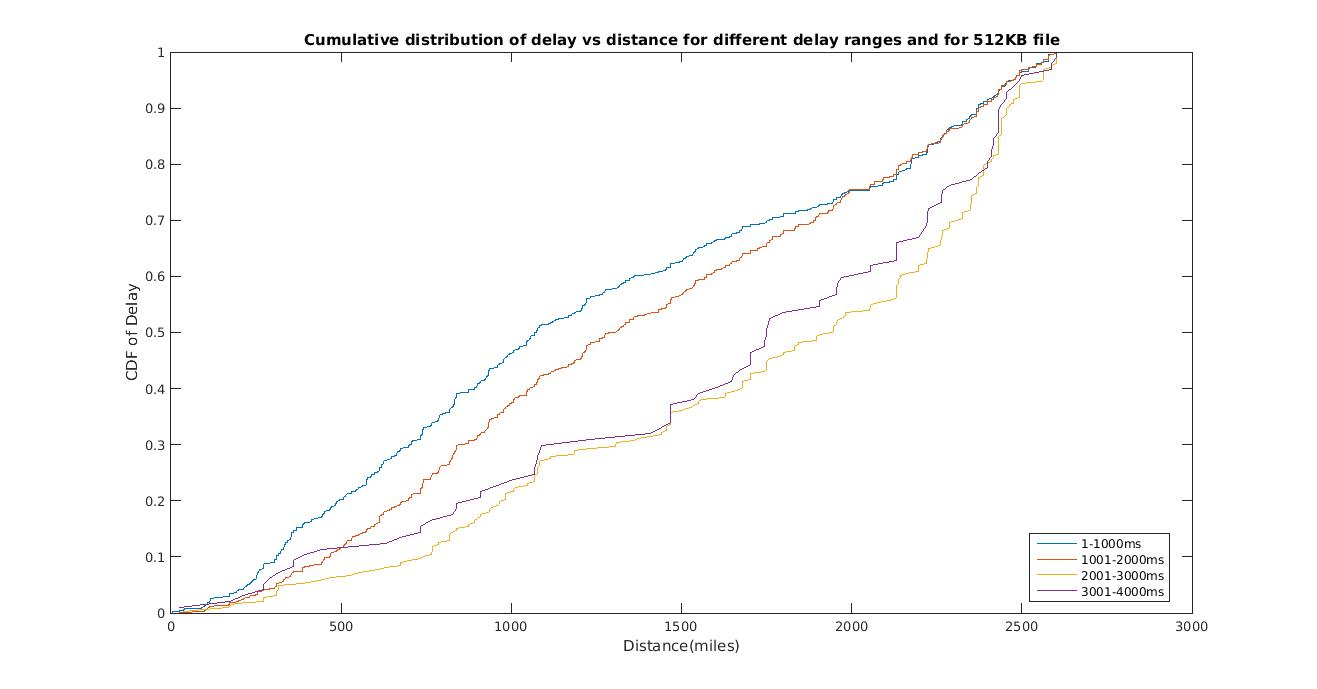 Cumulative distribution of delay vs distance for different delay ranges and for 512KB file
1
0.9
0.8
0.7
0.6
0.5
0.4
0.3
0.2
0.1
0
CDF of Delay
1-1000ms
1001-2000ms
2001-3000ms
3001-4000ms
0 500 1000 1500 2000 2500 3000
Distance(miles)